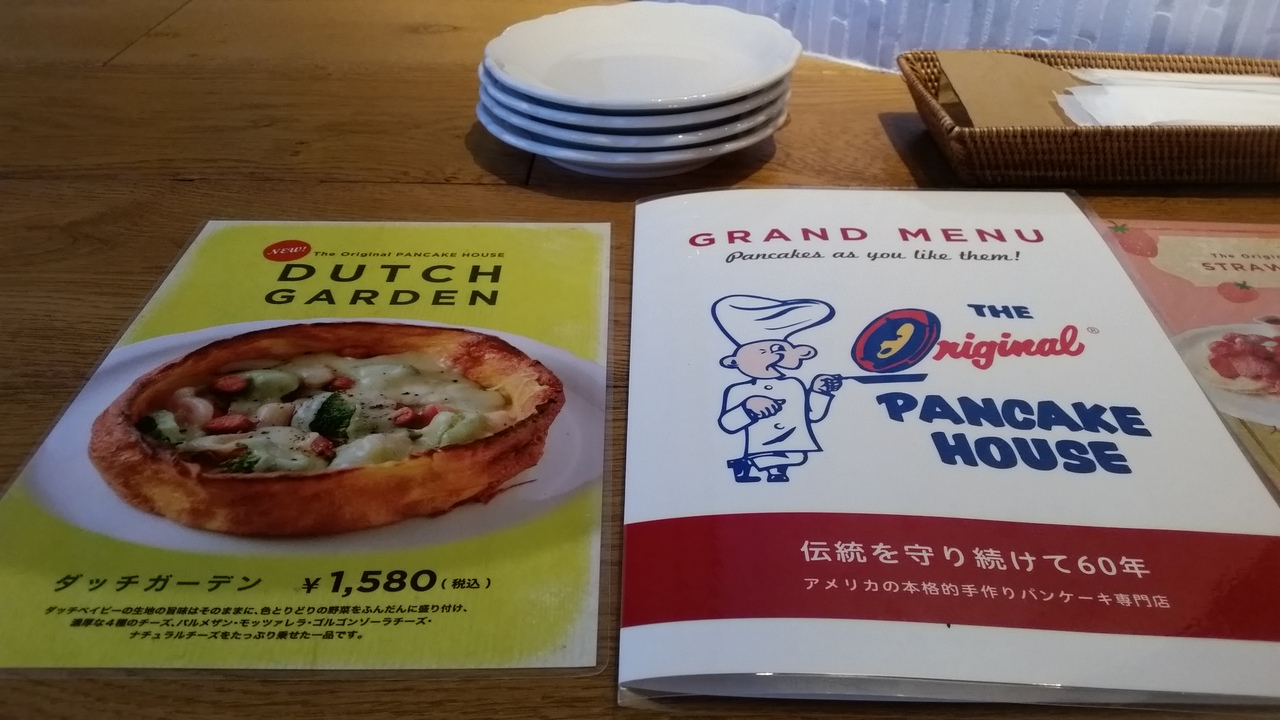 NEW! The Original PANCAKE HOUSE
DUTCH
GARDEN
ダッチガーデン ¥1,580(税込)
ダッチベイビーの生地の旨味はそのままに、色とりどりの野菜をふんだんに盛り付け、
濃厚な4種のチーズ、パルメザン・モッツァレラ・ゴルゴンゾーラチーズ・
ナチュラルチーズをたっぷり乗せた一品です。
GRAND MENU
Pancakes as you like them!
THE
Original®
PANCAKE
HOUSE
伝統を守り続けて60年
アメリカの本格的手作りパンケーキ専門店
The